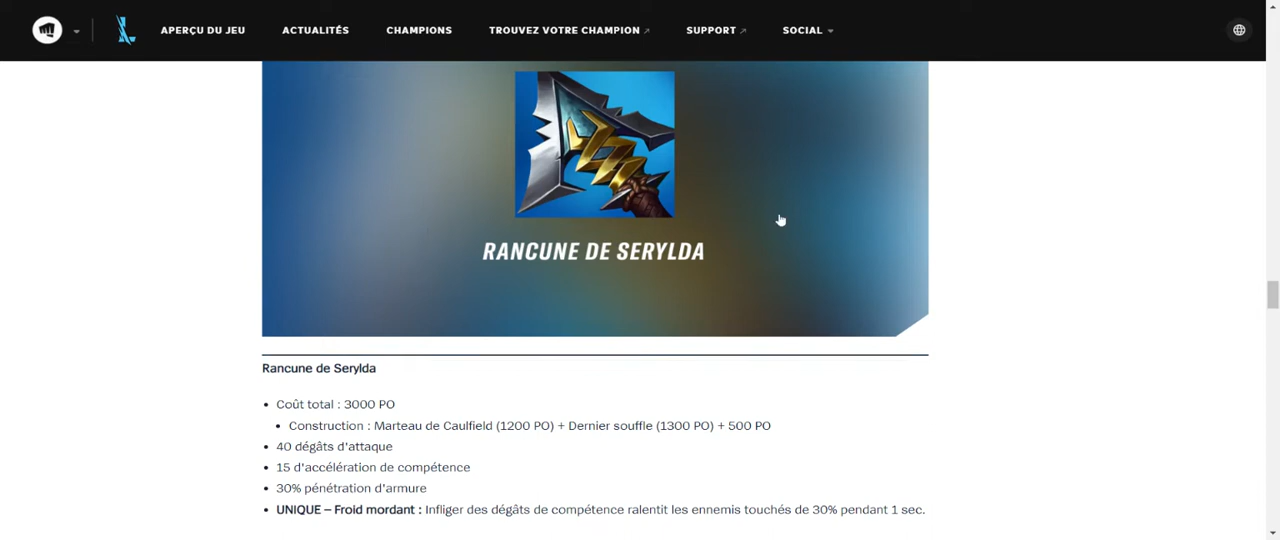 APERÇU DU JEU ACTUALITÉS CHAMPIONS TROUVEZ VOTRE CHAMPION SUPPORT SOCIAL
RANCUNE DE SERYLDA
Rancune de Serylda
• Coût total : 3000 PO
• Construction : Marteau de Caulfield (1200 PO) + Dernier souffle (1300 PO) + 500 PO
• 40 dégâts d'attaque
• 15 d'accélération de compétence
• 30% pénétration d'armure
• UNIQUE – Froid mordant : Infliger des dégâts de compétence ralentit les ennemis touchés de 30% pendant 1 sec.